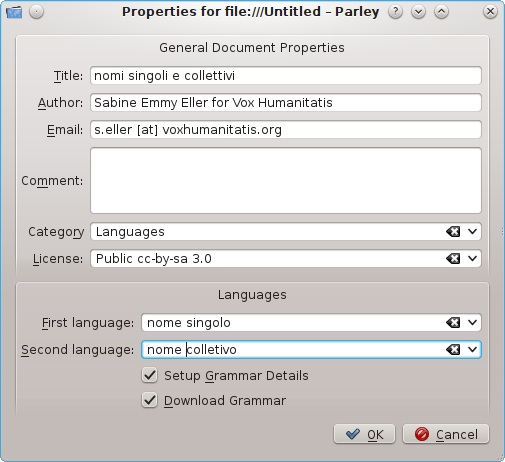 Properties for file:///Untitled – Parley
General Document Properties
Title: nomi singoli e collettivi
Author: Sabine Emmy Eller for Vox Humanitatis
Email: s.eller [at] voxhumanitatis.org
Comment:
Category Languages
License: Public cc-by-sa 3.0
Languages
First language: nome singolo
Second language: nome colletivo
Setup Grammar Details
Download Grammar
OK Cancel